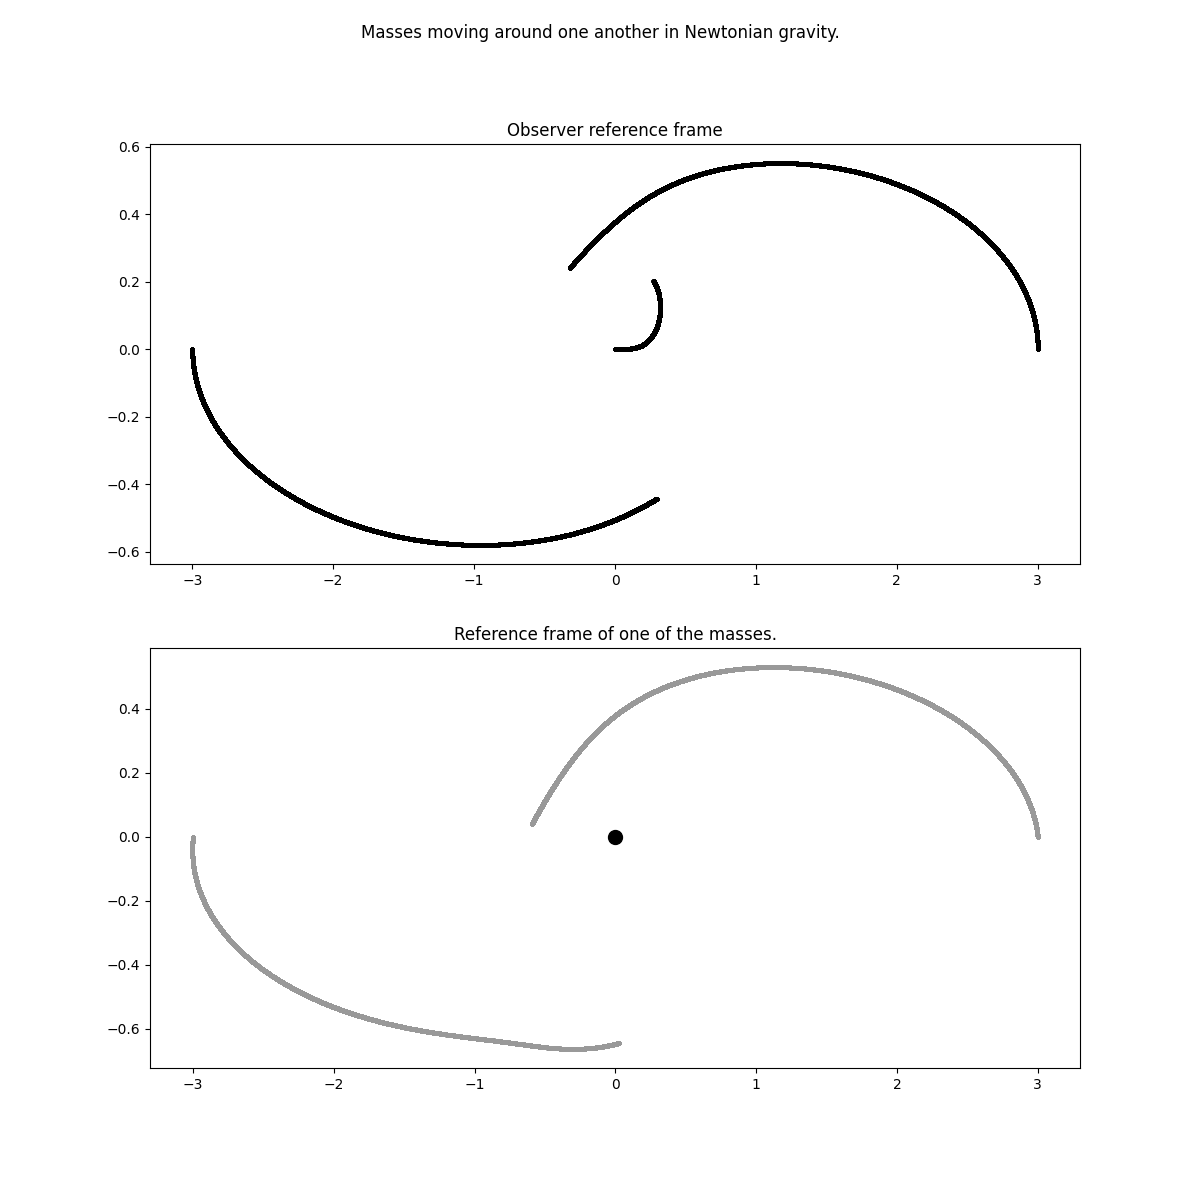 Masses moving around one another in Newtonian gravity.
Observer reference frame
0.6
0.4
0.2
0.0
−0.2
−0.4
−0.6
−3 −2 −1 0 1 2 3
Reference frame of one of the masses.
0.4
0.2
0.0
−0.2
−0.4
−0.6
−3 −2 −1 0 1 2 3